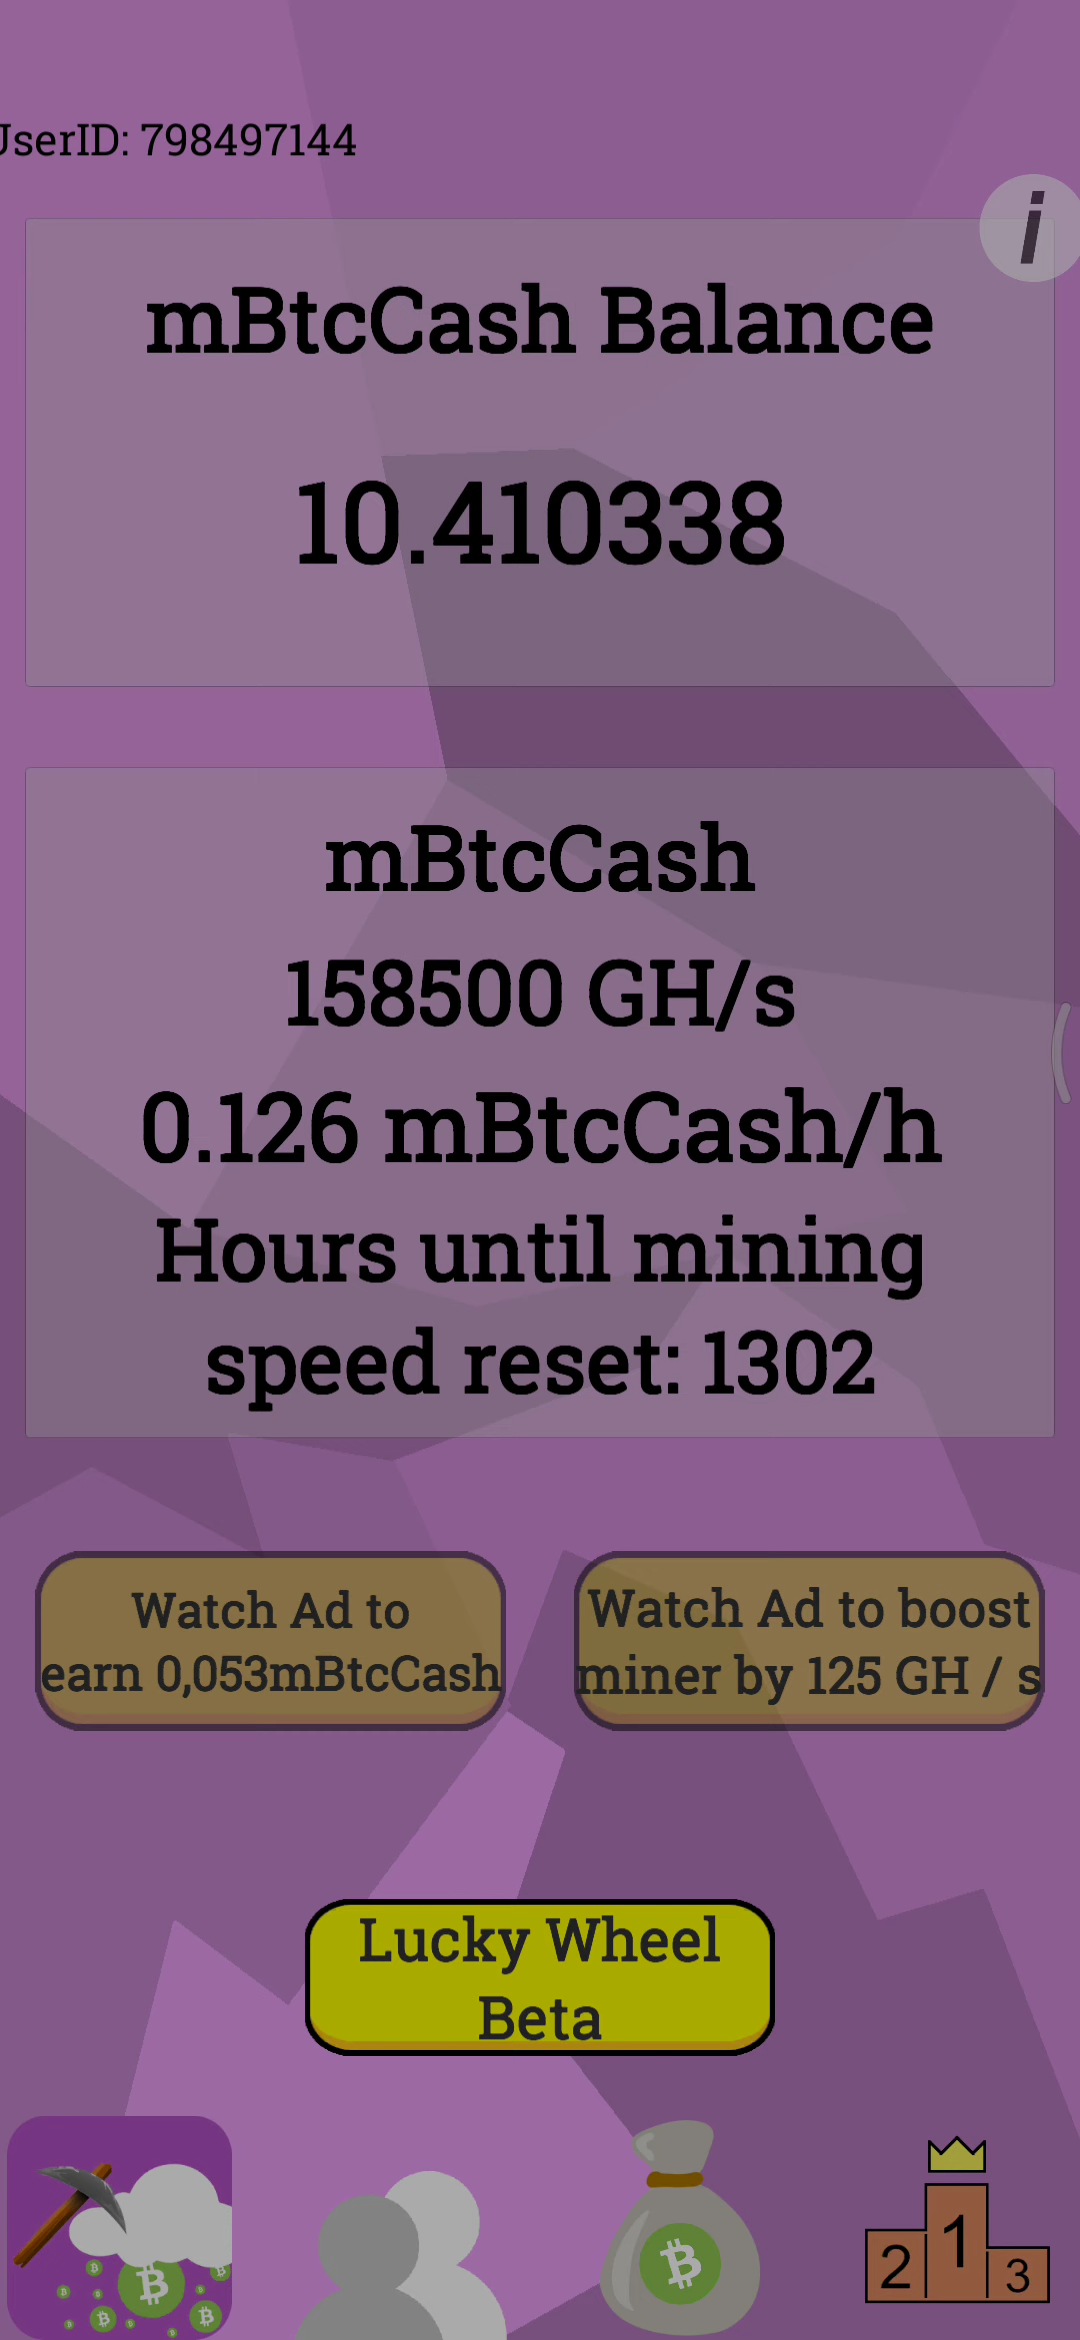 UserID: 798497144
i
mBtcCash Balance
10.410338
mBtcCash
158500 GH/s
0.126 mBtcCash/h
Hours until mining
speed reset: 1302
Watch Ad to
earn 0,053mBtcCash
Watch Ad to boost
miner by 125 GH / s
Lucky Wheel
Beta
2 1 3